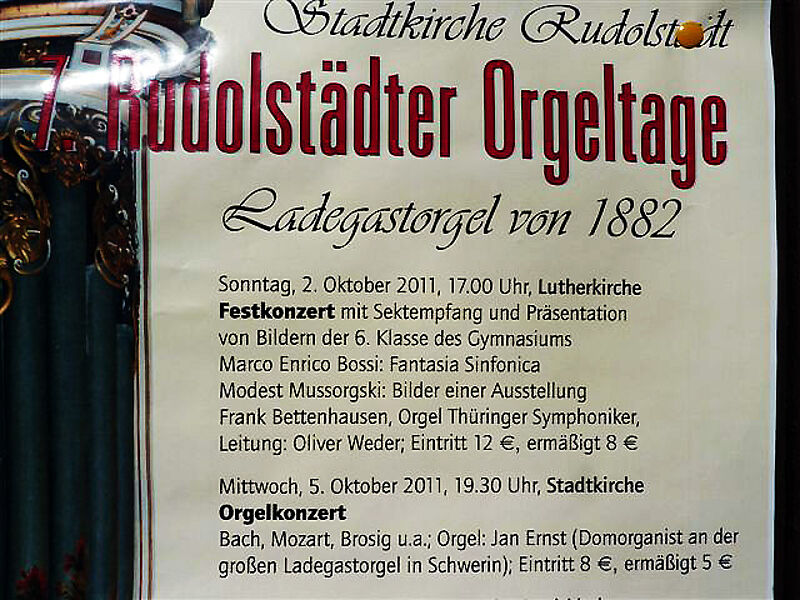 Stadtkirche Rudolstadt
7. Rudolstädter Orgeltage
Ladegastorgel von 1882
Sonntag, 2. Oktober 2011, 17.00 Uhr, Lutherkirche
Festkonzert mit Sektempfang und Präsentation
von Bildern der 6. Klasse des Gymnasiums
Marco Enrico Bossi: Fantasia Sinfonica
Modest Mussorgski: Bilder einer Ausstellung
Frank Bettenhausen, Orgel Thüringer Symphoniker,
Leitung: Oliver Weder; Eintritt 12 €, ermäßigt 8 €
Mittwoch, 5. Oktober 2011, 19.30 Uhr, Stadtkirche
Orgelkonzert
Bach, Mozart, Brosig u.a.; Orgel: Jan Ernst (Domorganist an der
großen Ladegastorgel in Schwerin); Eintritt 8 €, ermäßigt 5 €